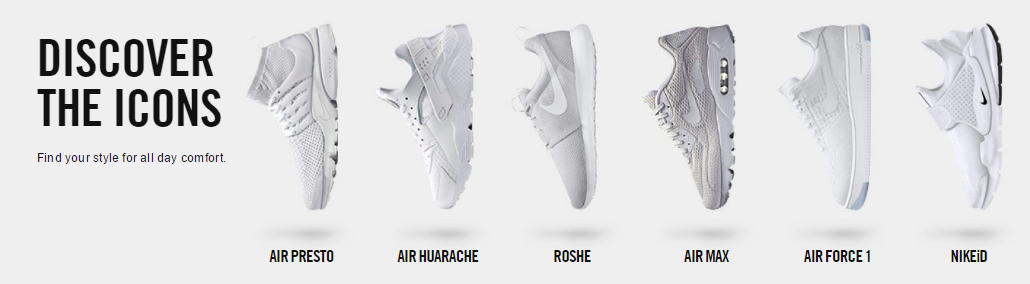 DISCOVER
THE ICONS
Find your style for all day comfort.
AIR PRESTO
AIR HUARACHE
ROSHE
AIR MAX
AIR FORCE 1
NIKEiD